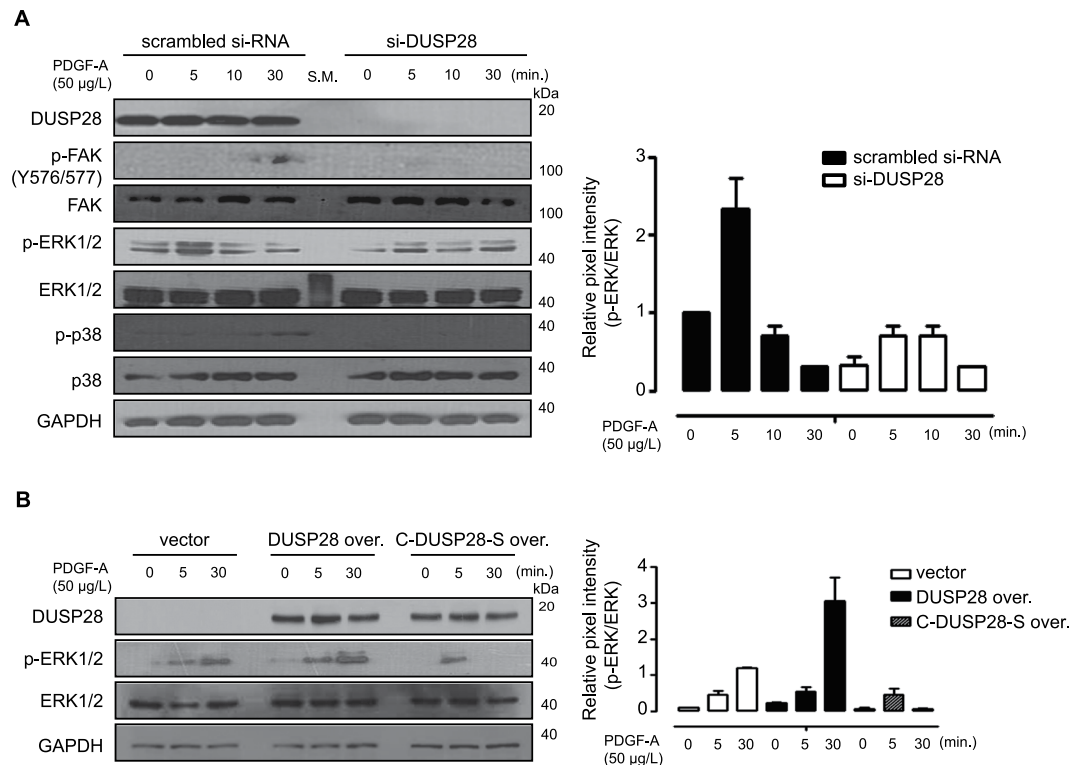 A
scrambled si-RNA si-DUSP28
PDGF-A
(50 µg/L)
0 5 10 30 S.M. 0 5 10 30 (min.)
kDa
DUSP28 20
p-FAK
(Y576/577) 100
FAK 100
p-ERK1/2 40
ERK1/2 40
p-p38 40
p38 40
GAPDH 40
Relative pixel intensity
(p-ERK/ERK)
3
2
1
0
scrambled si-RNA
si-DUSP28
PDGF-A
(50 µg/L)
0 5 10 30 0 5 10 30 (min.)
B
vector DUSP28 over. C-DUSP28-S over.
PDGF-A
(50 µg/L)
0 5 30 0 5 30 0 5 30 (min.)
kDa
DUSP28 20
p-ERK1/2 40
ERK1/2 40
GAPDH 40
Relative pixel intensity
(p-ERK/ERK)
4
3
2
1
0
vector
DUSP28 over.
C-DUSP28-S over.
PDGF-A
(50 µg/L)
0 5 30 0 5 30 0 5 30 (min.)